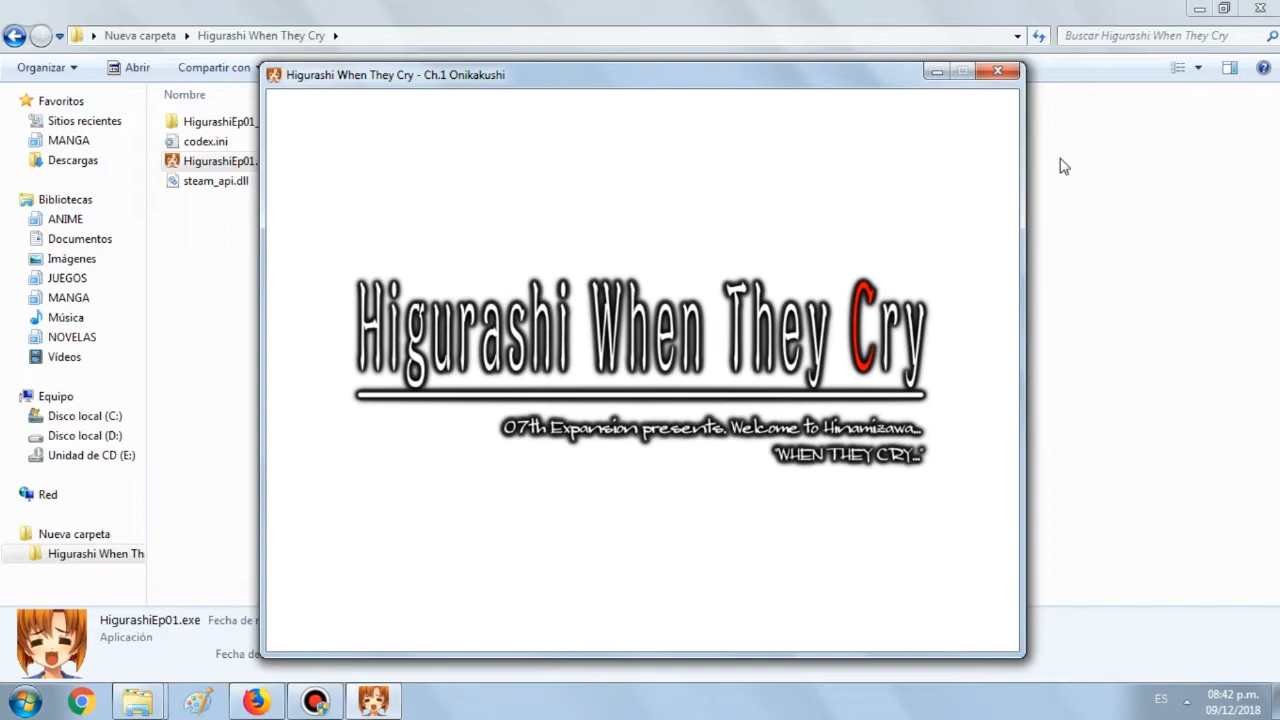 Nueva carpeta
Higurashi When They Cry
Buscar Higurashi When They Cry
Organizar
Abrir
Compartir con
Higurashi When They Cry - Ch.1 Onikakushi
Nombre
Favoritos
Sitios recientes
MANGA
Descargas
HigurashiEp01_
codex.ini
HigurashiEp01.
steam_api.dll
Bibliotecas
ANIME
Documentos
Imágenes
JUEGOS
MANGA
Música
NOVELAS
Vídeos
Equipo
Disco local (C:)
Disco local (D:)
Unidad de CD (E:)
Red
Nueva carpeta
Higurashi When Th
Higurashi When They Cry
07th Expansion presents. Welcome to Hinamizawa...
"WHEN THEY CRY..."
HigurashiEp01.exe
Fecha de
Aplicación
Fecha de
ES
08:42 p.m.
09/12/2018